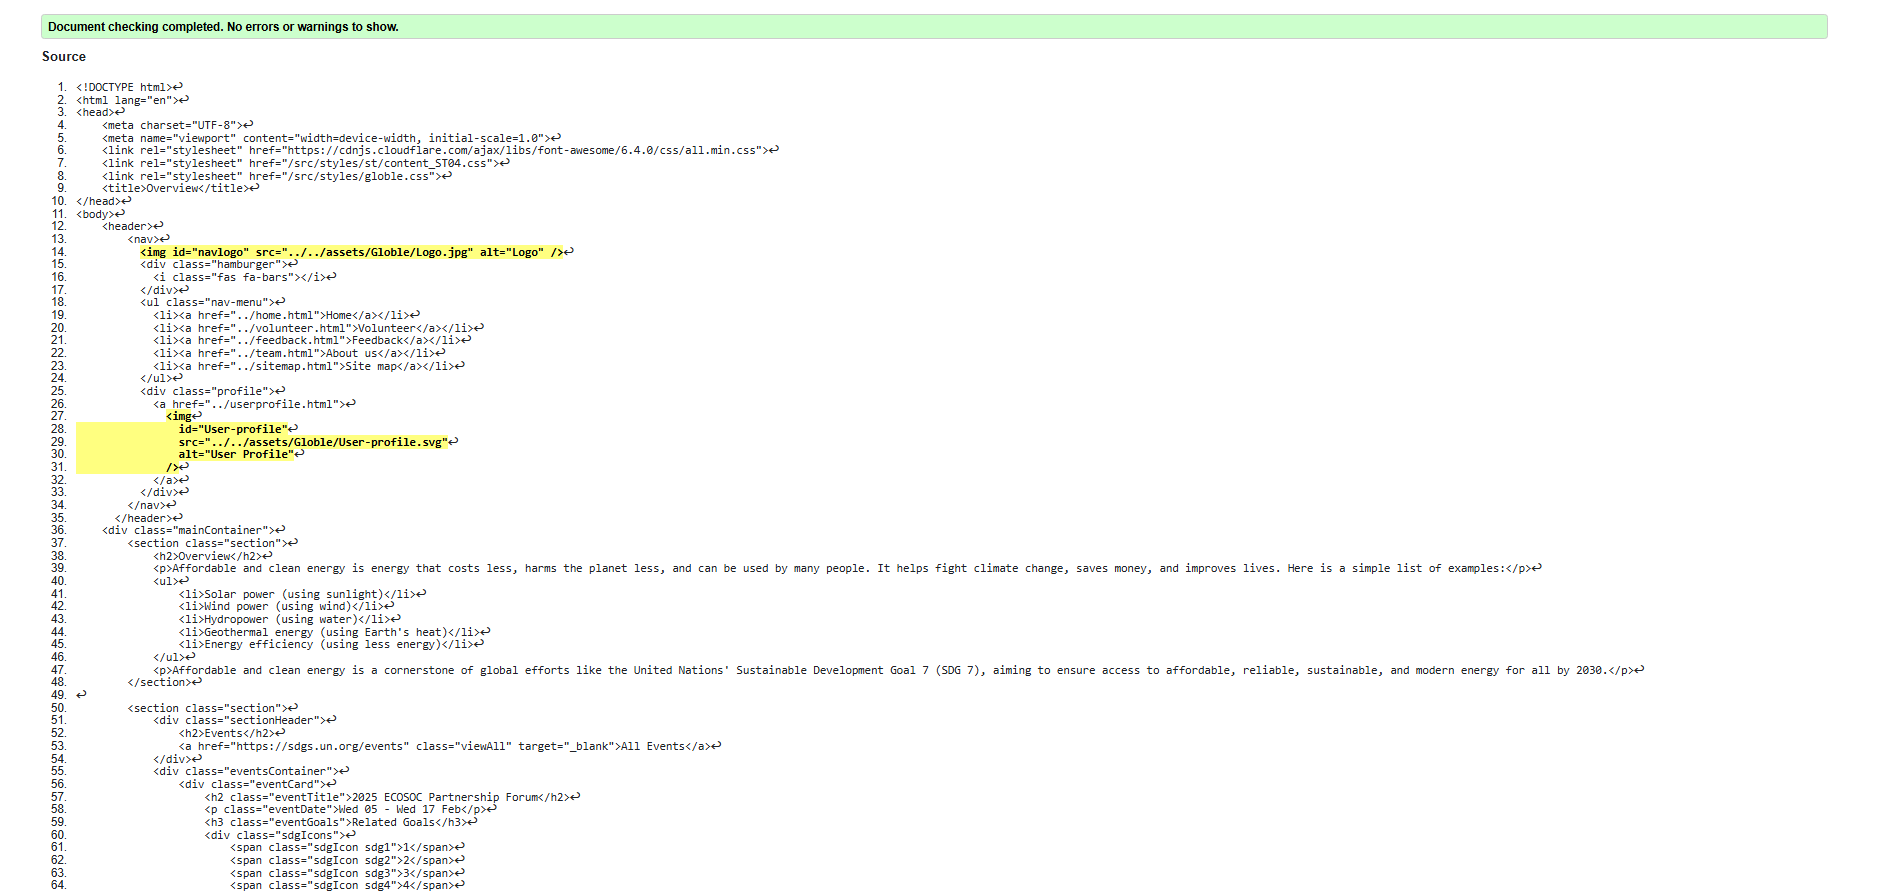 Document checking completed. No errors or warnings to show.
Source
1. <!DOCTYPE html>↩
2. <html lang="en">↩
3. <head>↩
4.     <meta charset="UTF-8">↩
5.     <meta name="viewport" content="width=device-width, initial-scale=1.0">↩
6.     <link rel="stylesheet" href="https://cdnjs.cloudflare.com/ajax/libs/font-awesome/6.4.0/css/all.min.css">↩
7.     <link rel="stylesheet" href="/src/styles/st/content_ST04.css">↩
8.     <link rel="stylesheet" href="/src/styles/globle.css">↩
9.     <title>Overview</title>↩
10. </head>↩
11. <body>↩
12.     <header>↩
13.         <nav>↩
14.           <img id="navlogo" src="../../assets/Globle/Logo.jpg" alt="Logo" />↩
15.           <div class="hamburger">↩
16.             <i class="fas fa-bars"></i>↩
17.           </div>↩
18.           <ul class="nav-menu">↩
19.             <li><a href="../home.html">Home</a></li>↩
20.             <li><a href="../volunteer.html">Volunteer</a></li>↩
21.             <li><a href="../feedback.html">Feedback</a></li>↩
22.             <li><a href="../team.html">About us</a></li>↩
23.             <li><a href="../sitemap.html">Site map</a></li>↩
24.           </ul>↩
25.           <div class="profile">↩
26.             <a href="../userprofile.html">↩
27.               <img↩
28.                 id="User-profile"↩
29.                 src="../../assets/Globle/User-profile.svg"↩
30.                 alt="User Profile"↩
31.               />↩
32.             </a>↩
33.           </div>↩
34.         </nav>↩
35.       </header>↩
36.     <div class="mainContainer">↩
37.         <section class="section">↩
38.             <h2>Overview</h2>↩
39.             <p>Affordable and clean energy is energy that costs less, harms the planet less, and can be used by many people. It helps fight climate change, saves money, and improves lives. Here is a simple list of examples:</p>↩
40.             <ul>↩
41.                 <li>Solar power (using sunlight)</li>↩
42.                 <li>Wind power (using wind)</li>↩
43.                 <li>Hydropower (using water)</li>↩
44.                 <li>Geothermal energy (using Earth's heat)</li>↩
45.                 <li>Energy efficiency (using less energy)</li>↩
46.             </ul>↩
47.             <p>Affordable and clean energy is a cornerstone of global efforts like the United Nations' Sustainable Development Goal 7 (SDG 7), aiming to ensure access to affordable, reliable, sustainable, and modern energy for all by 2030.</p>↩
48.         </section>↩
49. ↩
50.         <section class="section">↩
51.             <div class="sectionHeader">↩
52.                 <h2>Events</h2>↩
53.                 <a href="https://sdgs.un.org/events" class="viewAll" target="_blank">All Events</a>↩
54.             </div>↩
55.             <div class="eventsContainer">↩
56.                 <div class="eventCard">↩
57.                     <h2 class="eventTitle">2025 ECOSOC Partnership Forum</h2>↩
58.                     <p class="eventDate">Wed 05 - Wed 17 Feb</p>↩
59.                     <h3 class="eventGoals">Related Goals</h3>↩
60.                     <div class="sdgIcons">↩
61.                         <span class="sdgIcon sdg1">1</span>↩
62.                         <span class="sdgIcon sdg2">2</span>↩
63.                         <span class="sdgIcon sdg3">3</span>↩
64.                         <span class="sdgIcon sdg4">4</span>↩